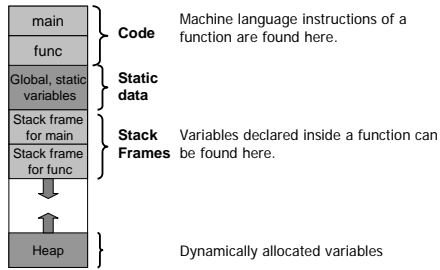 main
func
Code
Machine language instructions of a
function are found here.
Global, static
variables
Static
data
Stack frame
for main
Stack frame
for func
Stack
Frames
Variables declared inside a function can
be found here.
Heap
Dynamically allocated variables